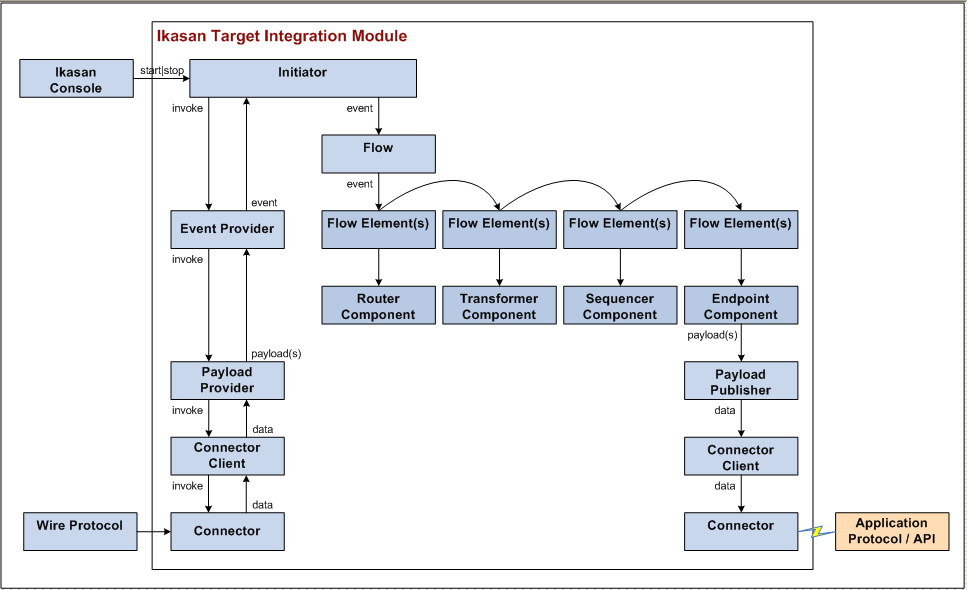 Ikasan Target Integration Module
Ikasan
Console
start|stop
Initiator
invoke
event
Flow
event
event
Event Provider
Flow Element(s)
Flow Element(s)
Flow Element(s)
Flow Element(s)
invoke
Router
Component
Transformer
Component
Sequencer
Component
Endpoint
Component
payload(s)
payload(s)
Payload
Provider
Payload
Publisher
invoke
data
data
Connector
Client
Connector
Client
invoke
data
data
Wire Protocol
Connector
Connector
Application
Protocol / API